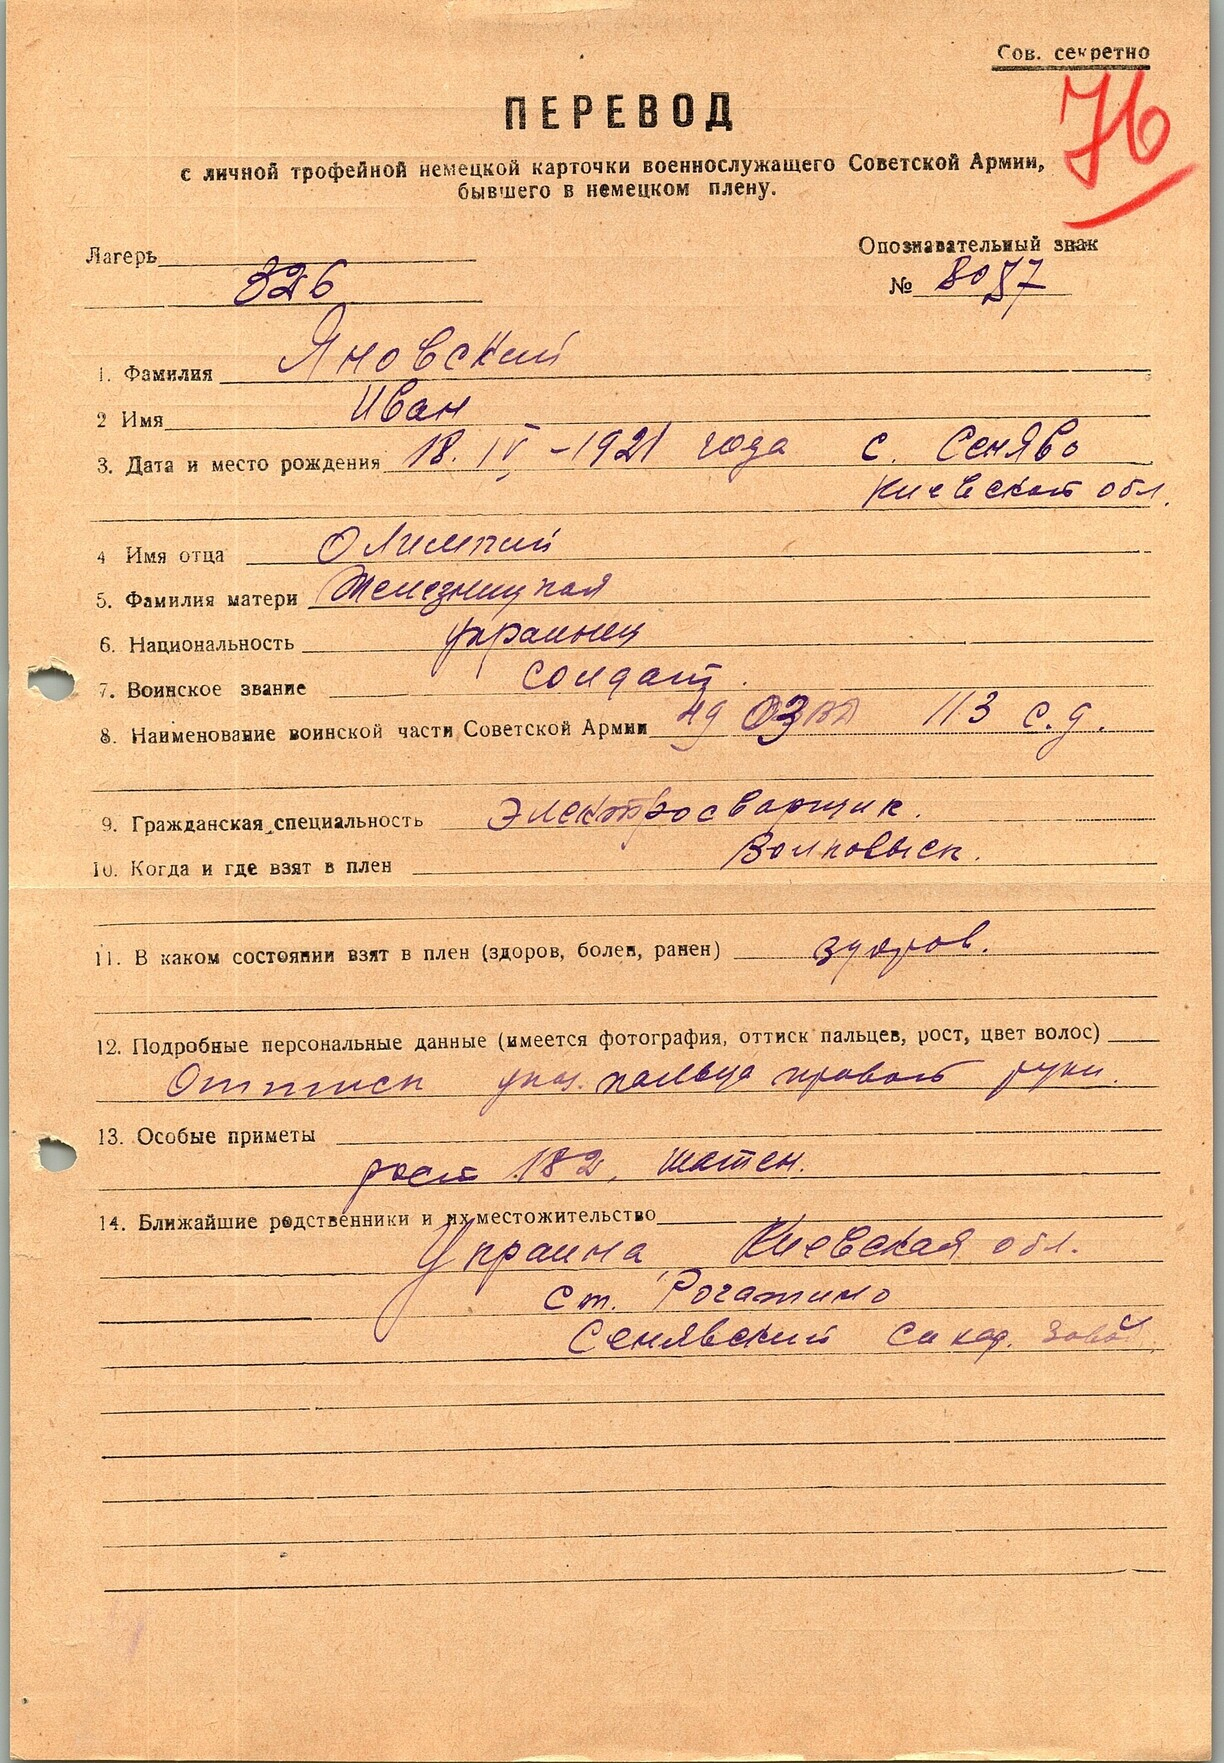 Сов. секретно
76
ПЕРЕВОД
с личной трофейной немецкой карточки военнослужащего Советской Армии,
бывшего в немецком плену.
Лагерь
326
Опознавательный знак
№ 8057
1. Фамилия Яновский
2 Имя Иван
3. Дата и место рождения 18. IV -1921 года с. Сеняво
Киевской обл.
4 Имя отца Олимпий
5. Фамилия матери Железницкая
6. Национальность украинец
7. Воинское звание солдат.
8. Наименование воинской части Советской Армии 113 с.д.
9. Гражданская специальность Электросварщик.
10. Когда и где взят в плен Волковыск.
11. В каком состоянии взят в плен (здоров, болен, ранен) здоров.
12. Подробные персональные данные (имеется фотография, оттиск пальцев, рост, цвет волос)
Оттиск указ. пальца правой руки.
13. Особые приметы
рост 182, шатен.
14. Ближайшие родственники и их местожительство
Украина, Киевская обл.
ст. Рогатино
Сенявский сахар. завод.